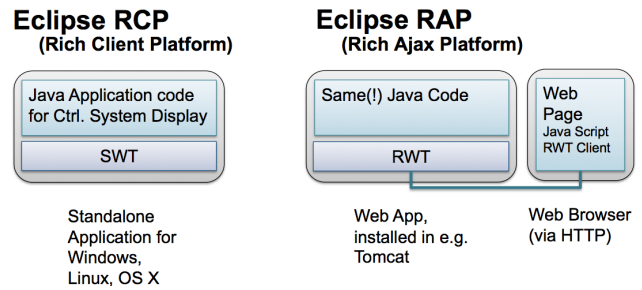 Eclipse RCP
(Rich Client Platform)
Java Application code
for Ctrl. System Display
SWT
Standalone
Application for
Windows,
Linux, OS X
Eclipse RAP
(Rich Ajax Platform)
Same(!) Java Code
RWT
Web App,
installed in e.g.
Tomcat
Web
Page
Java Script
RWT Client
Web Browser
(via HTTP)